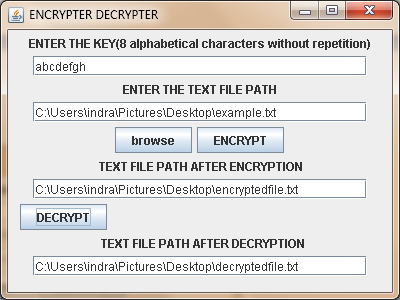 ENCRYPTER DECRYPTER
ENTER THE KEY(8 alphabetical characters without repetition)
abcdefgh
ENTER THE TEXT FILE PATH
C:\Users\indra\Pictures\Desktop\example.txt
browse ENCRYPT
TEXT FILE PATH AFTER ENCRYPTION
C:\Users\indra\Pictures\Desktop\encryptedfile.txt
DECRYPT
TEXT FILE PATH AFTER DECRYPTION
C:\Users\indra\Pictures\Desktop\decryptedfile.txt